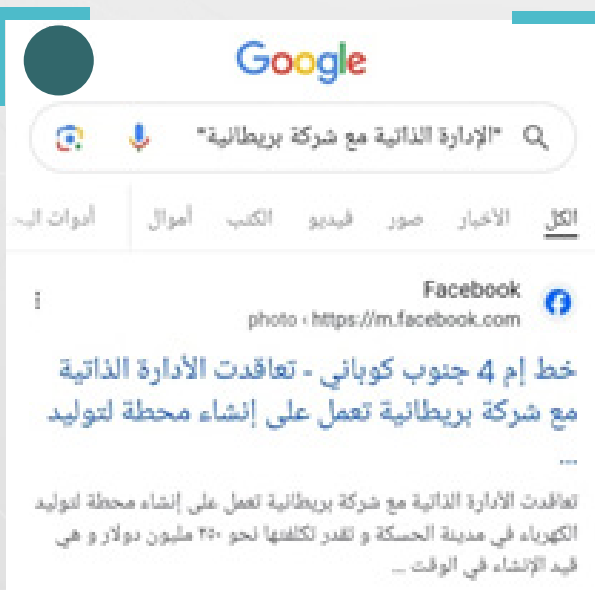 Google
"الإدارة الذاتية مع شركة بريطانية"
الكل الأخبار صور فيديو الكتب أموال أدوات
Facebook
photo › https://m.facebook.com
خط إم 4 جنوب كوباني - تعاقدت الأدارة الذاتية
مع شركة بريطانية تعمل على إنشاء محطة لتوليد
...
تعاقدت الأدارة الذاتية مع شركة بريطانية تعمل على إنشاء محطة لتوليد
الكهرباء في مدينة الحسكة و تقدر تكلفتها نحو ٢٥٠ مليون دولار و هي
قيد الإنشاء في الوقت ...